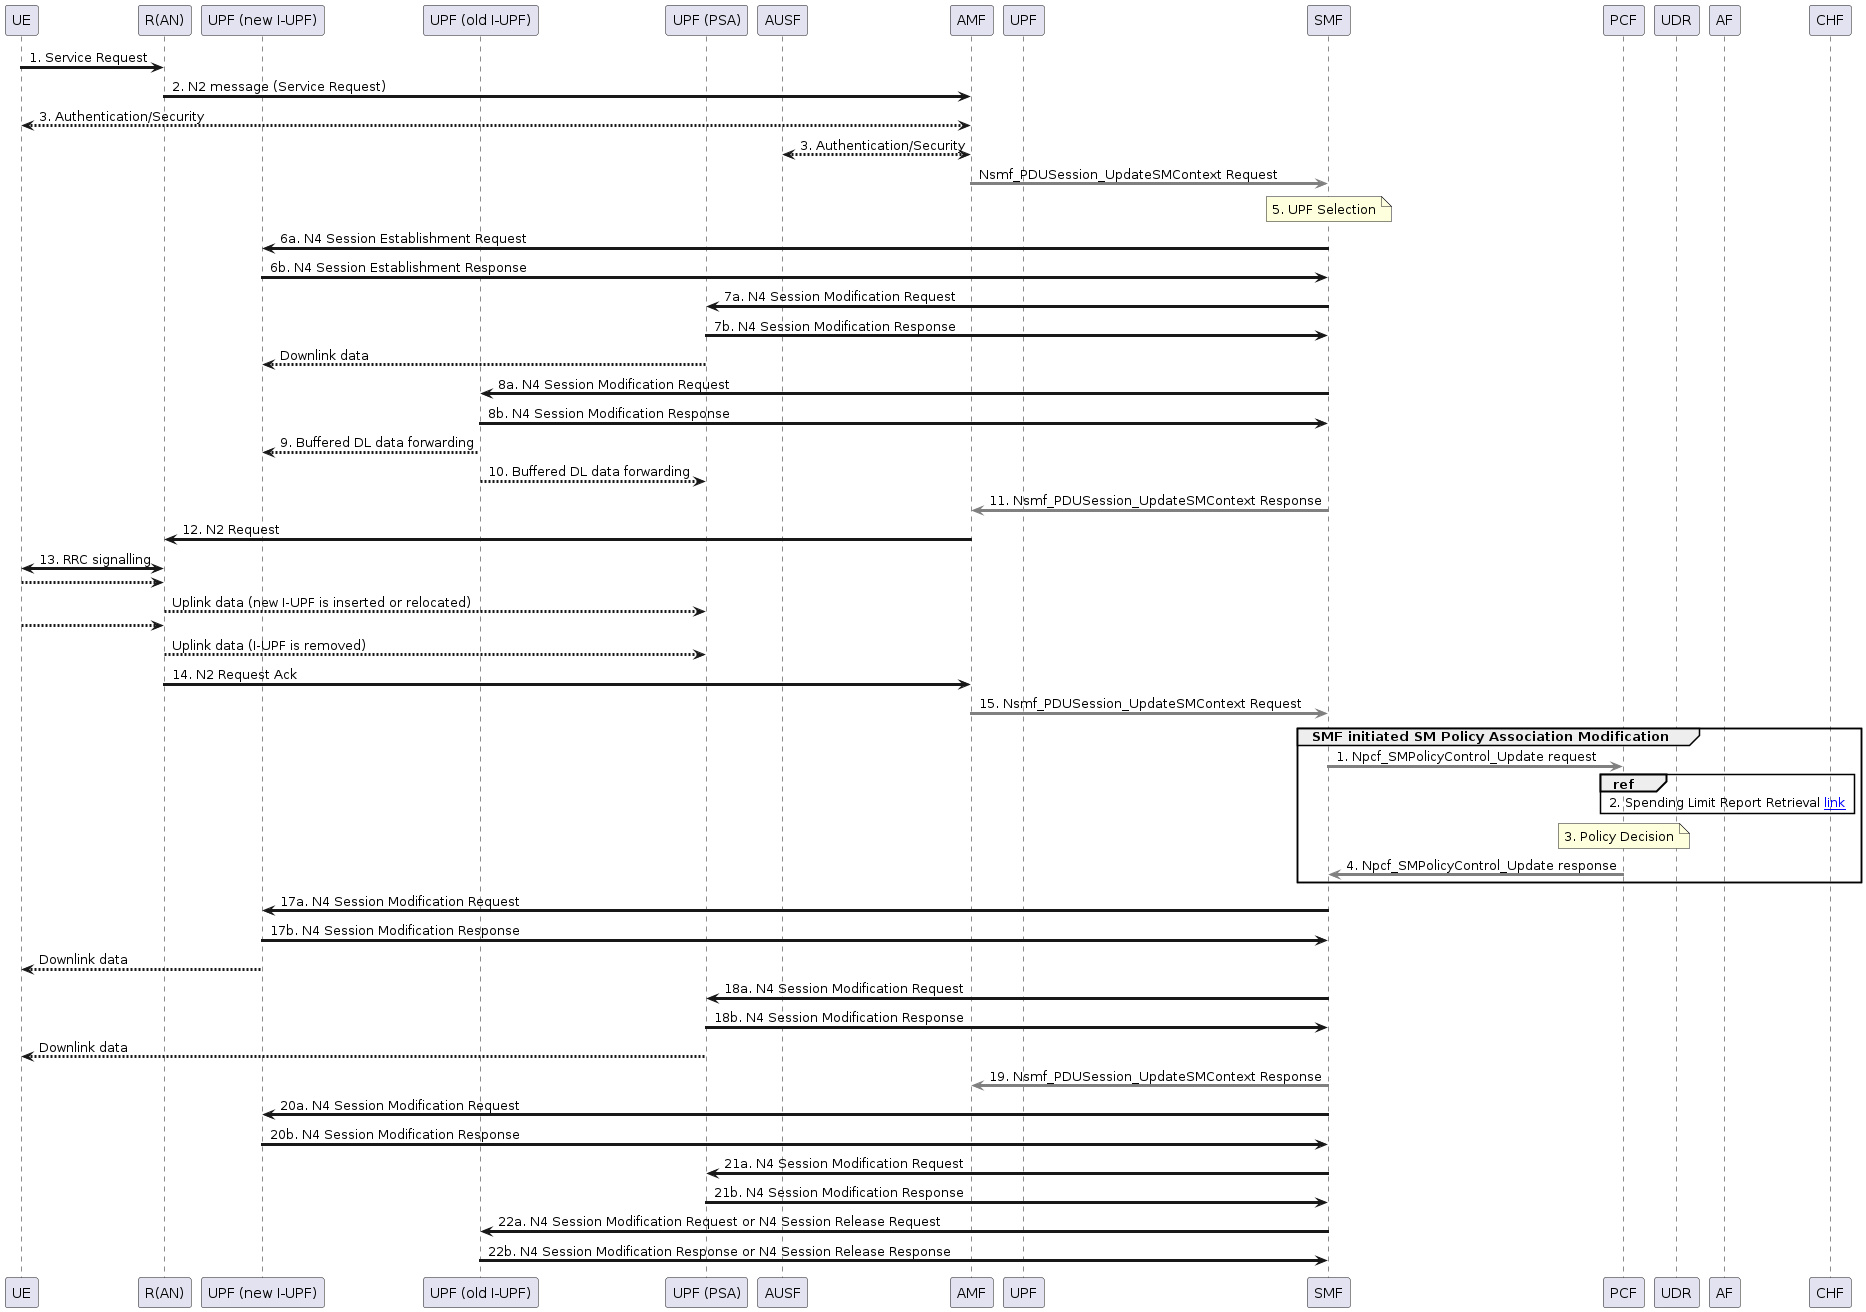 UE R(AN) UPF (new I-UPF) UPF (old I-UPF) UPF (PSA) AUSF AMF UPF SMF PCF UDR AF CHF
1. Service Request
2. N2 message (Service Request)
3. Authentication/Security
3. Authentication/Security
Nsmf_PDUSession_UpdateSMContext Request
5. UPF Selection
6a. N4 Session Establishment Request
6b. N4 Session Establishment Response
7a. N4 Session Modification Request
7b. N4 Session Modification Response
Downlink data
8a. N4 Session Modification Request
8b. N4 Session Modification Response
9. Buffered DL data forwarding
10. Buffered DL data forwarding
11. Nsmf_PDUSession_UpdateSMContext Response
12. N2 Request
13. RRC signalling
Uplink data (new I-UPF is inserted or relocated)
Uplink data (I-UPF is removed)
14. N2 Request Ack
15. Nsmf_PDUSession_UpdateSMContext Request
SMF initiated SM Policy Association Modification
1. Npcf_SMPolicyControl_Update request
ref
2. Spending Limit Report Retrieval link
3. Policy Decision
4. Npcf_SMPolicyControl_Update response
17a. N4 Session Modification Request
17b. N4 Session Modification Response
Downlink data
18a. N4 Session Modification Request
18b. N4 Session Modification Response
Downlink data
19. Nsmf_PDUSession_UpdateSMContext Response
20a. N4 Session Modification Request
20b. N4 Session Modification Response
21a. N4 Session Modification Request
21b. N4 Session Modification Response
22a. N4 Session Modification Request or N4 Session Release Request
22b. N4 Session Modification Response or N4 Session Release Response
UE R(AN) UPF (new I-UPF) UPF (old I-UPF) UPF (PSA) AUSF AMF UPF SMF PCF UDR AF CHF